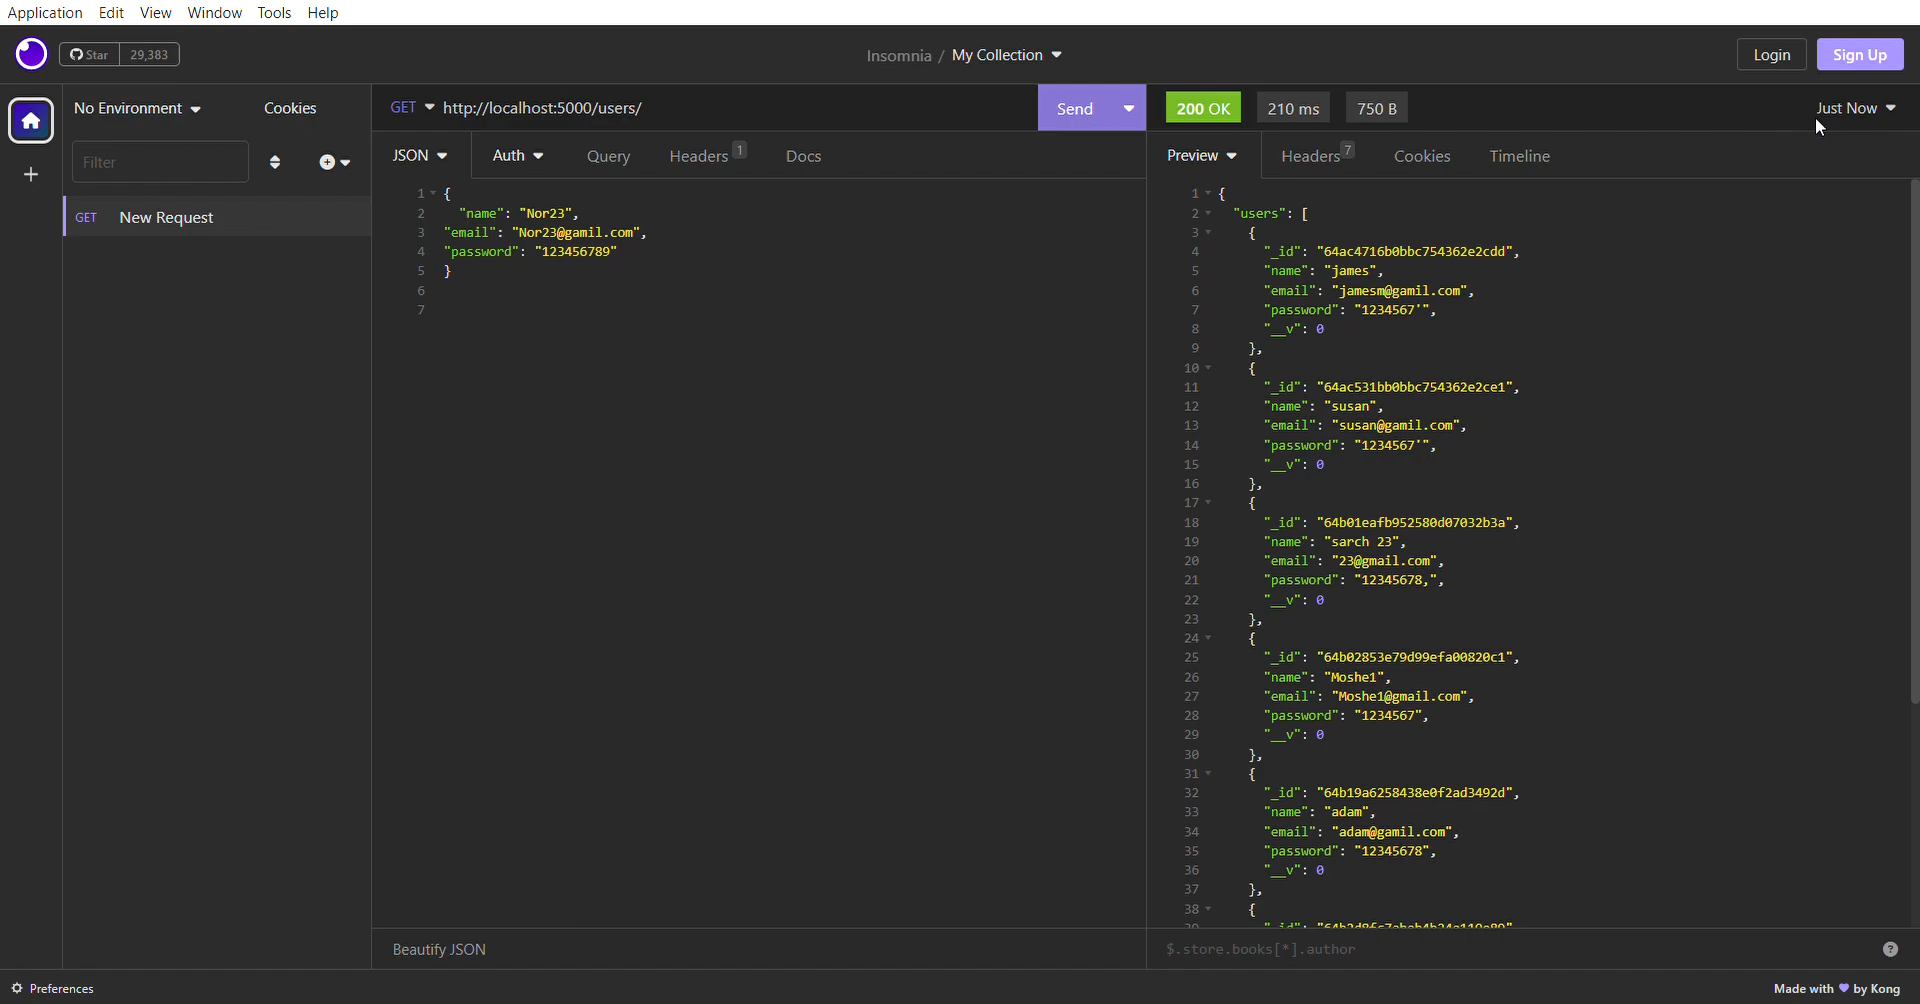 Application Edit View Window Tools Help
Star 29,383
Insomnia / My Collection
Login Sign Up
No Environment Cookies
GET http://localhost:5000/users/
Send
200 OK 210 ms 750 B
Just Now
Filter
JSON Auth Query Headers 1 Docs
Preview Headers 7 Cookies Timeline
GET New Request
1 {
2 "name": "Nor23",
3 "email": "Nor23@gamil.com",
4 "password": "123456789"
5 }
6
7
1 {
2 "users": [
3 {
4 "_id": "64ac4716b0bbc754362e2cdd",
5 "name": "james",
6 "email": "jamesm@gamil.com",
7 "password": "1234567'",
8 "__v": 0
9 },
10 {
11 "_id": "64ac531bb0bbc754362e2ce1",
12 "name": "susan",
13 "email": "susan@gamil.com",
14 "password": "1234567'",
15 "__v": 0
16 },
17 {
18 "_id": "64b01eafb952580d07032b3a",
19 "name": "sarch 23",
20 "email": "23@gmail.com",
21 "password": "12345678,",
22 "__v": 0
23 },
24 {
25 "_id": "64b02853e79d99efa00820c1",
26 "name": "Moshe1",
27 "email": "Moshe1@gmail.com",
28 "password": "1234567",
29 "__v": 0
30 },
31 {
32 "_id": "64b19a6258438e0f2ad3492d",
33 "name": "adam",
34 "email": "adam@gamil.com",
35 "password": "12345678",
36 "__v": 0
37 },
38 {
39 "_id":
Beautify JSON
$.store.books[*].author
Preferences
Made with by Kong